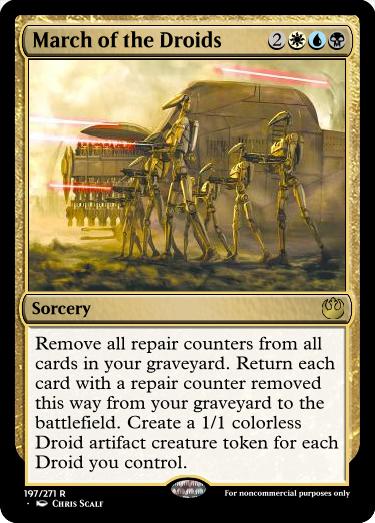 March of the Droids 2
Sorcery
Remove all repair counters from all
cards in your graveyard. Return each
card with a repair counter removed
this way from your graveyard to the
battlefield. Create a 1/1 colorless
Droid artifact creature token for each
Droid you control.
197/271 R
· Chris Scalf
For noncommercial purposes only